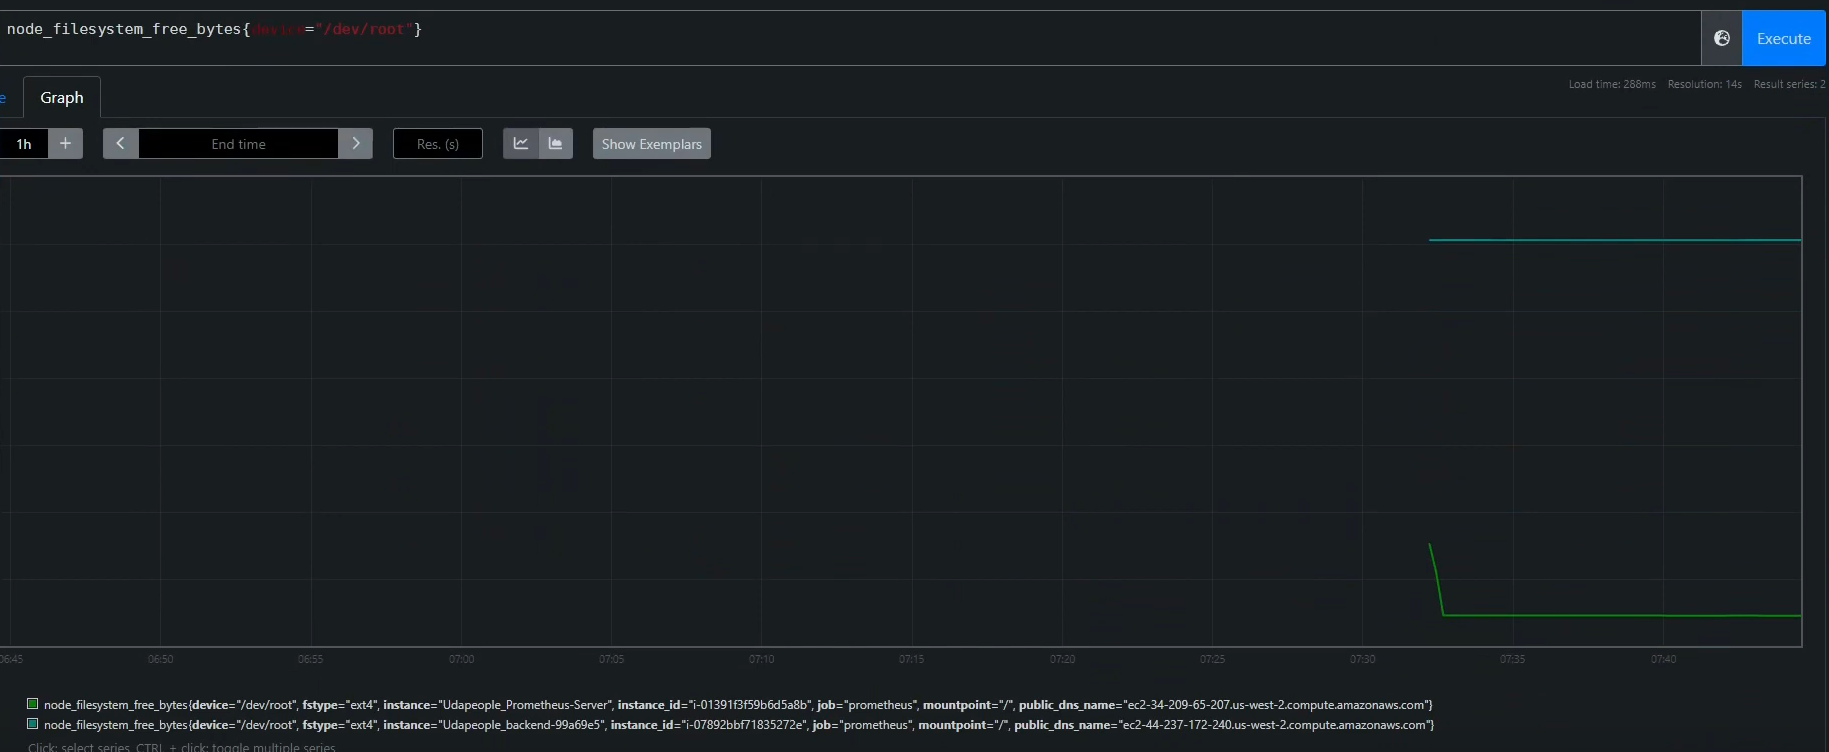 node_filesystem_free_bytes{device="/dev/root"}
Execute
Load time: 288ms Resolution: 14s Result series: 2
e Graph
1h + End time Res. (s) Show Exemplars
06:45 06:50 06:55 07:00 07:05 07:10 07:15 07:20 07:25 07:30 07:35 07:40
node_filesystem_free_bytes{device="/dev/root", fstype="ext4", instance="Udapeople_Prometheus-Server", instance_id="i-01391f3f59b6d5a8b", job="prometheus", mountpoint="/", public_dns_name="ec2-34-209-65-207.us-west-2.compute.amazonaws.com"}
node_filesystem_free_bytes{device="/dev/root", fstype="ext4", instance="Udapeople_backend-99a69e5", instance_id="i-07892bbf71835272e", job="prometheus", mountpoint="/", public_dns_name="ec2-44-237-172-240.us-west-2.compute.amazonaws.com"}
Click: select series, CTRL + click: toggle multiple series